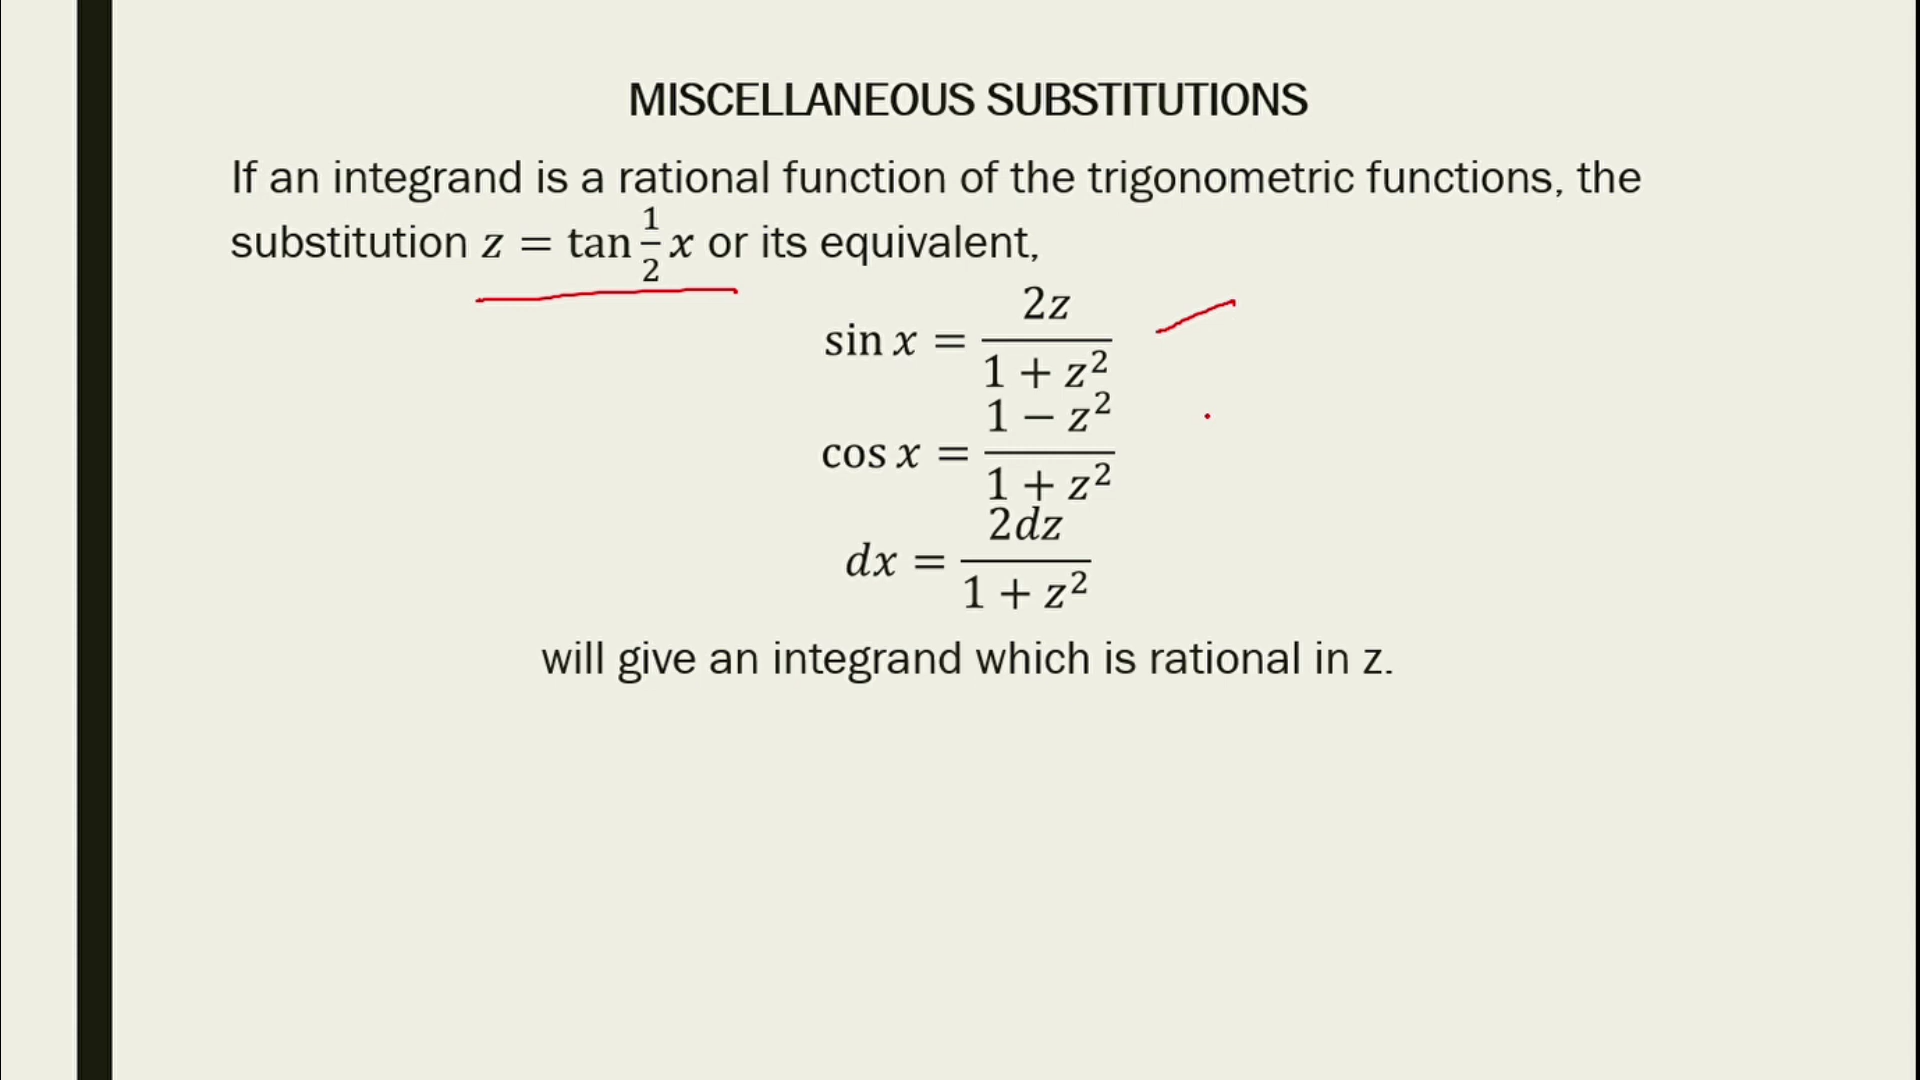 MISCELLANEOUS SUBSTITUTIONS
If an integrand is a rational function of the trigonometric functions, the
substitution z = tan 1/2 x or its equivalent,
sin x = 2z / (1 + z²)
cos x = (1 − z²) / (1 + z²)
dx = 2dz / (1 + z²)
will give an integrand which is rational in z.